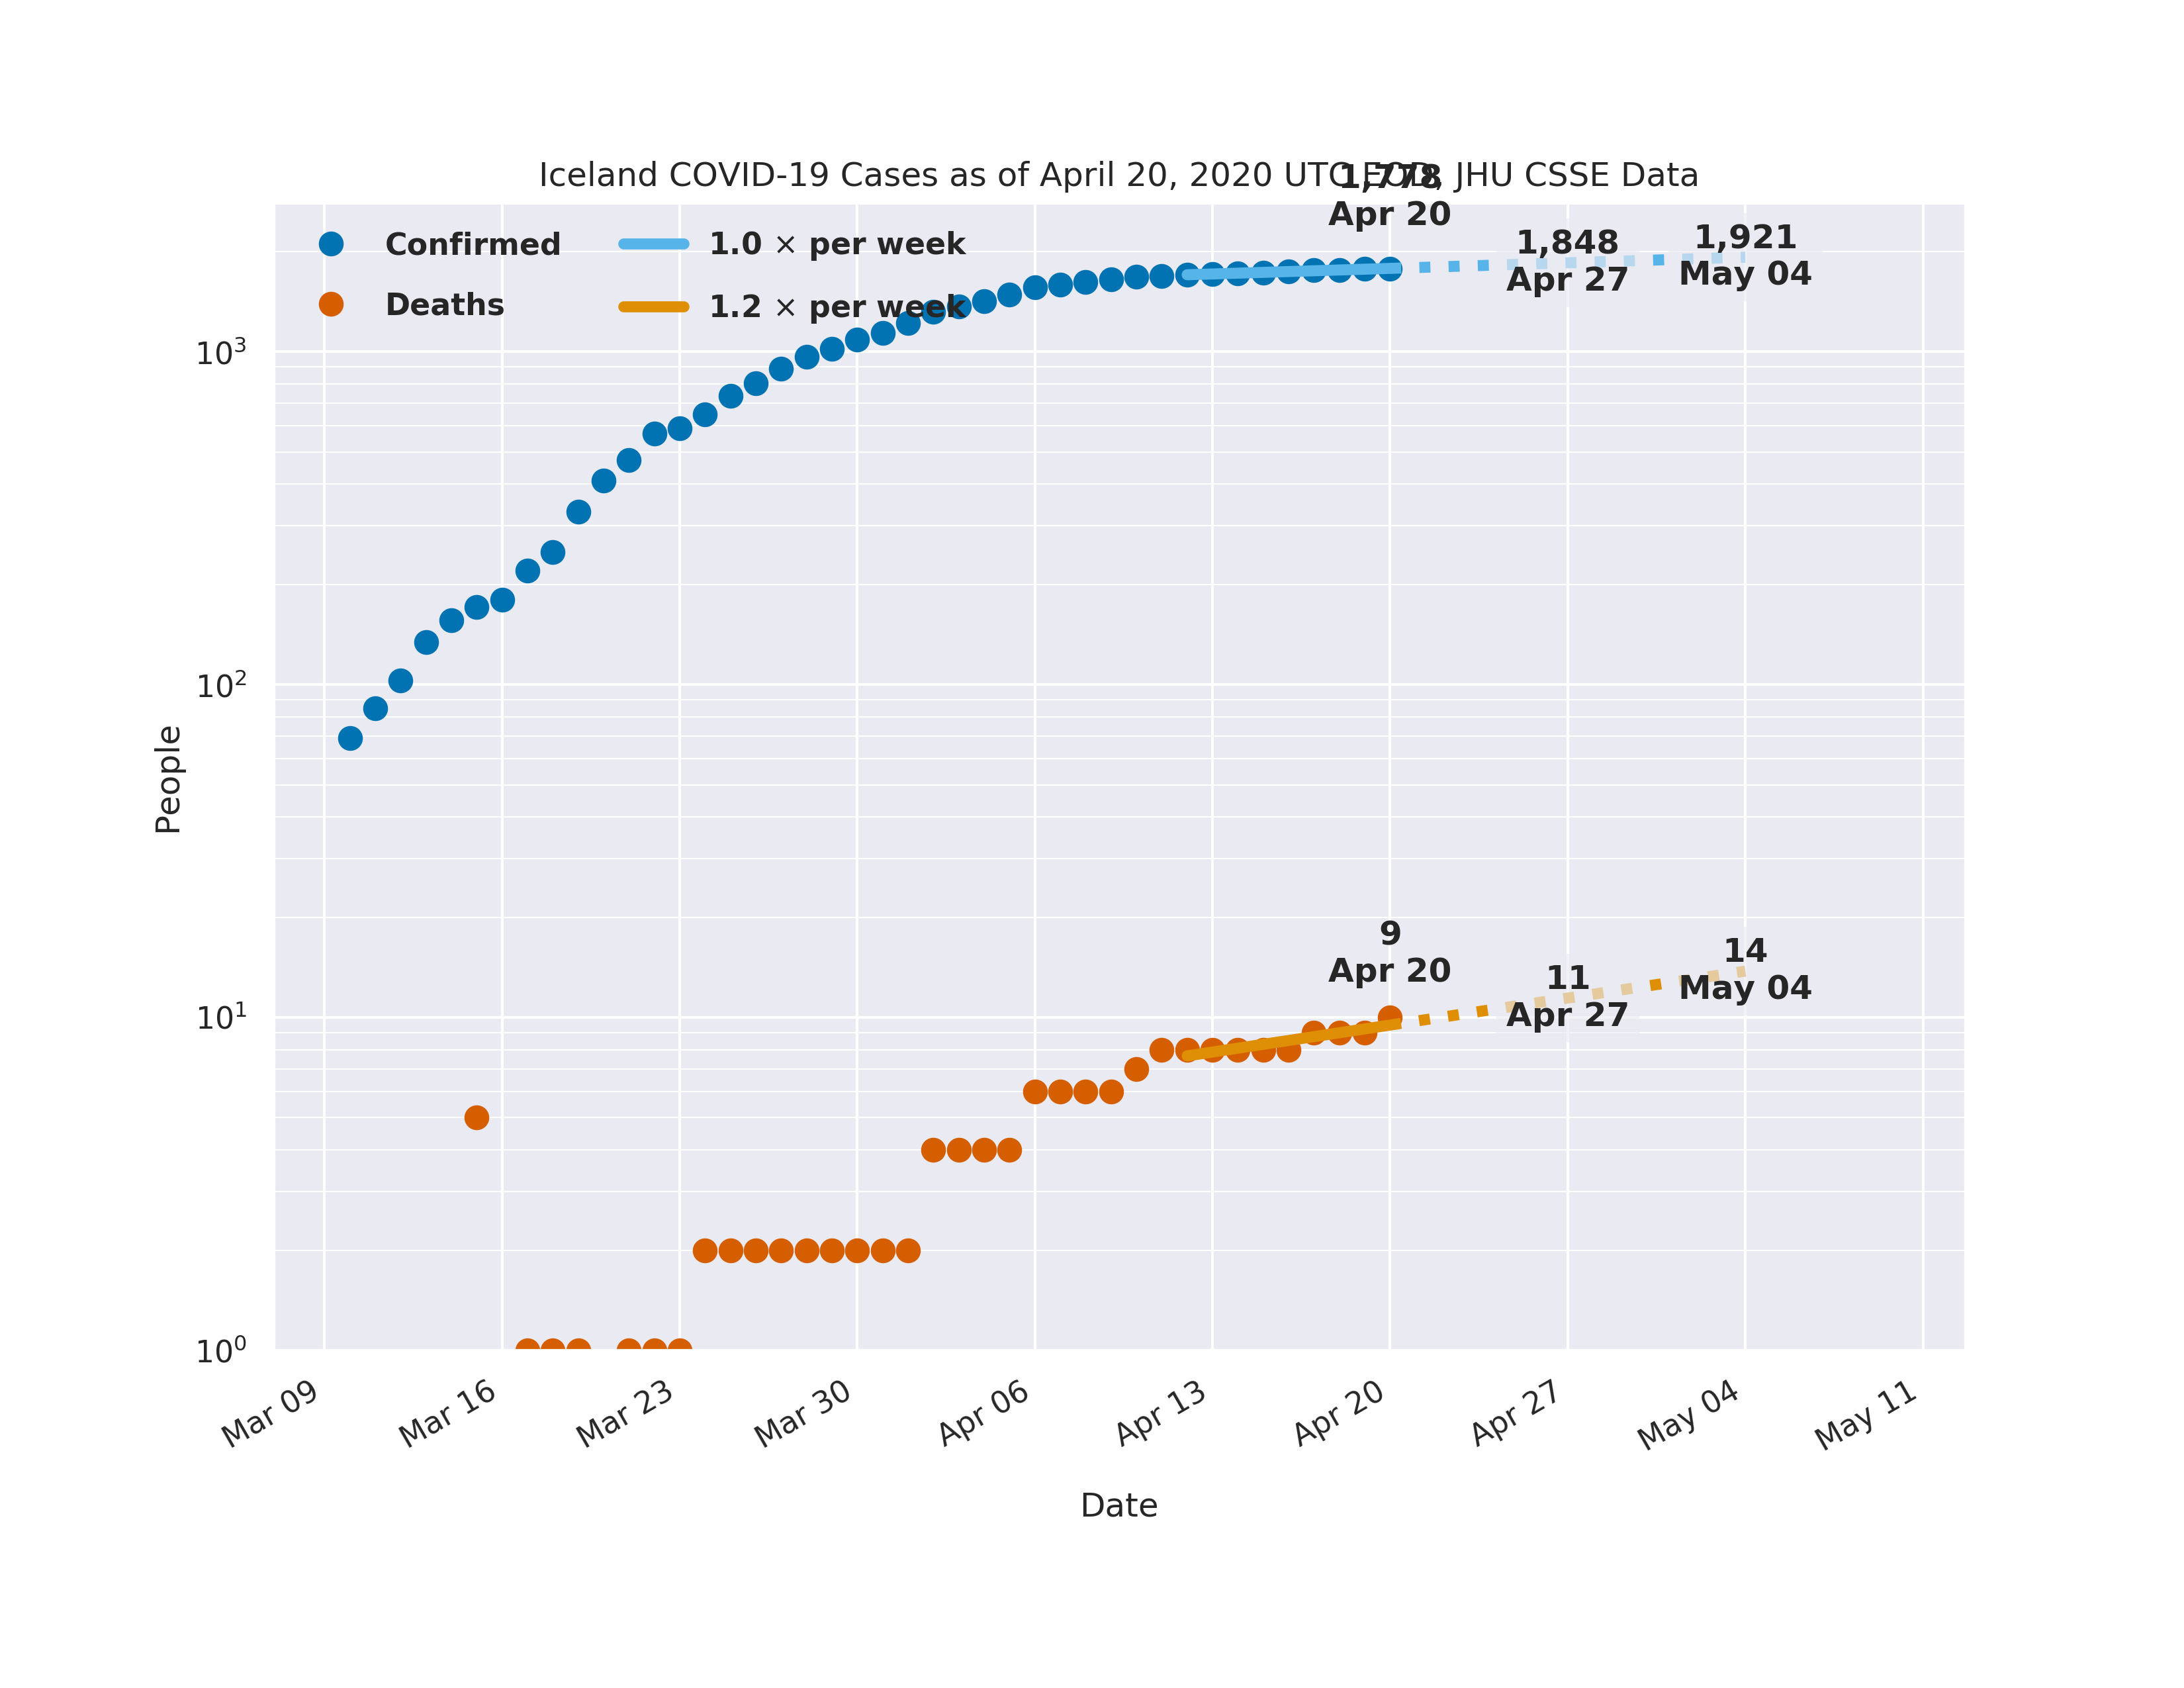 Iceland COVID-19 Cases as of April 20, 2020 UTC EOD, JHU CSSE Data
1,778
Apr 20
1,848
Apr 27
1,921
May 04
Confirmed
Deaths
1.0 × per week
1.2 × per week
10³
10²
10¹
10⁰
People
9
Apr 20
11
Apr 27
14
May 04
Mar 09
Mar 16
Mar 23
Mar 30
Apr 06
Apr 13
Apr 20
Apr 27
May 04
May 11
Date